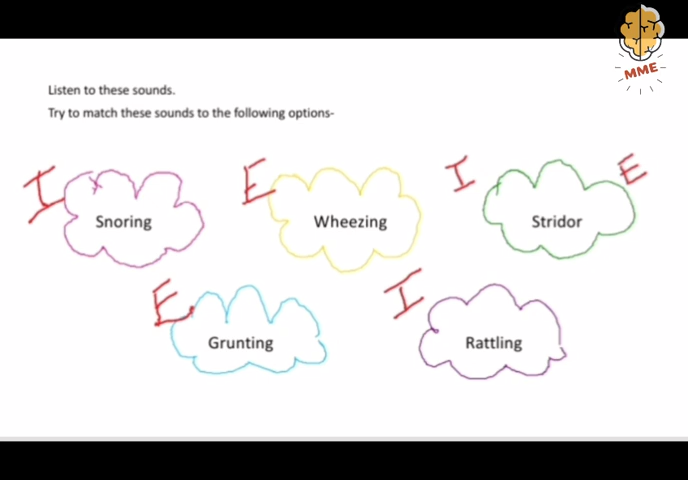 MME
Listen to these sounds.
Try to match these sounds to the following options-
I Snoring
E Wheezing
I Stridor E
E Grunting
I Rattling